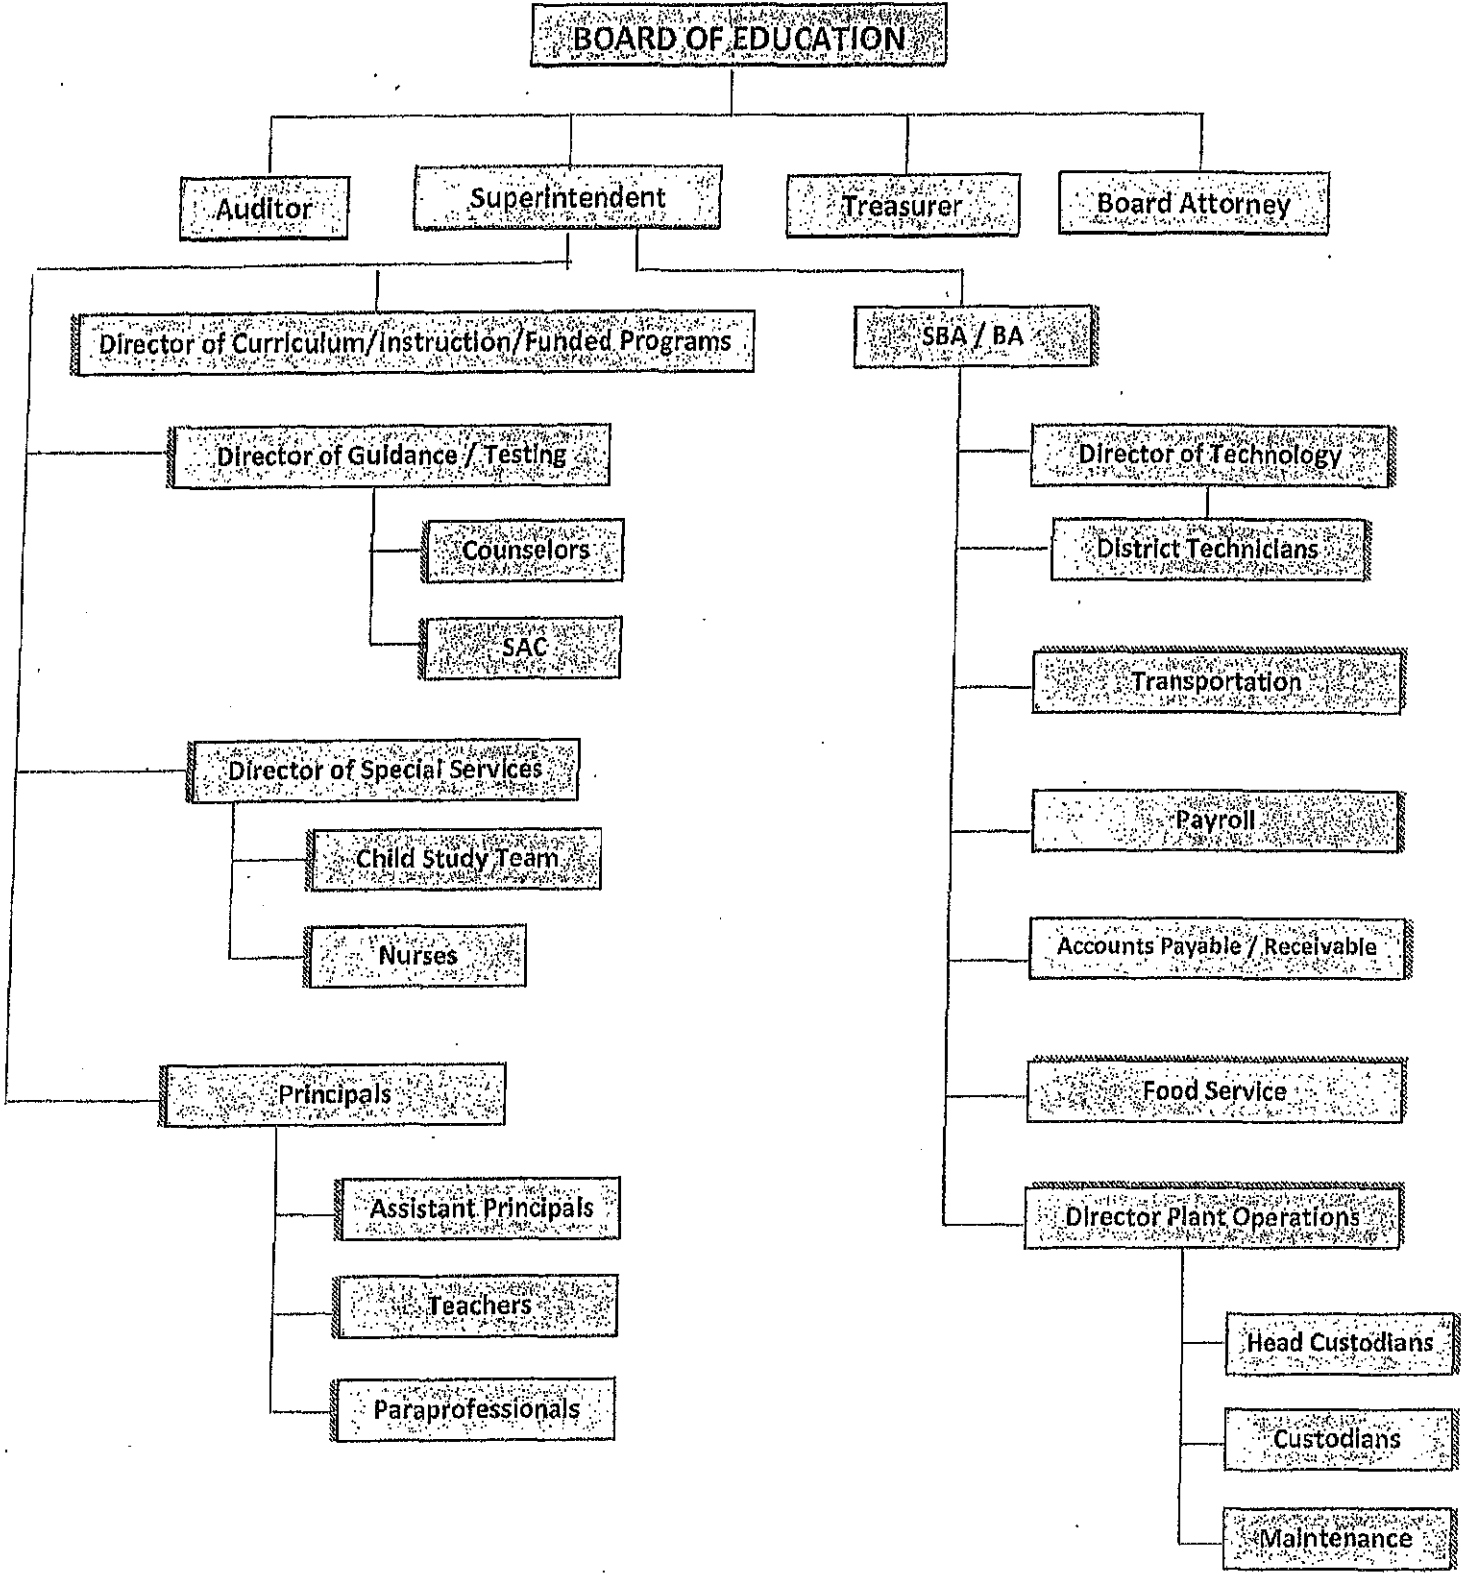 BOARD OF EDUCATION
Auditor
Superintendent
Treasurer
Board Attorney
Director of Curriculum/Instruction/Funded Programs
SBA / BA
Director of Guidance / Testing
Director of Technology
Counselors
District Technicians
SAC
Transportation
Director of Special Services
Payroll
Child Study Team
Accounts Payable / Receivable
Nurses
Principals
Food Service
Assistant Principals
Director Plant Operations
Teachers
Head Custodians
Paraprofessionals
Custodians
Maintenance